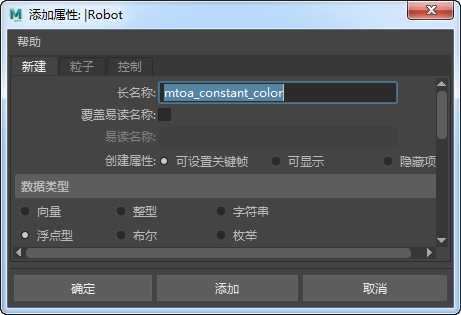 添加属性: |Robot
帮助
新建 粒子 控制
长名称: mtoa_constant_color
覆盖易读名称:
易读名称:
创建属性: 可设置关键帧 可显示 隐藏项
数据类型
向量 整型 字符串
浮点型 布尔 枚举
确定 添加 取消